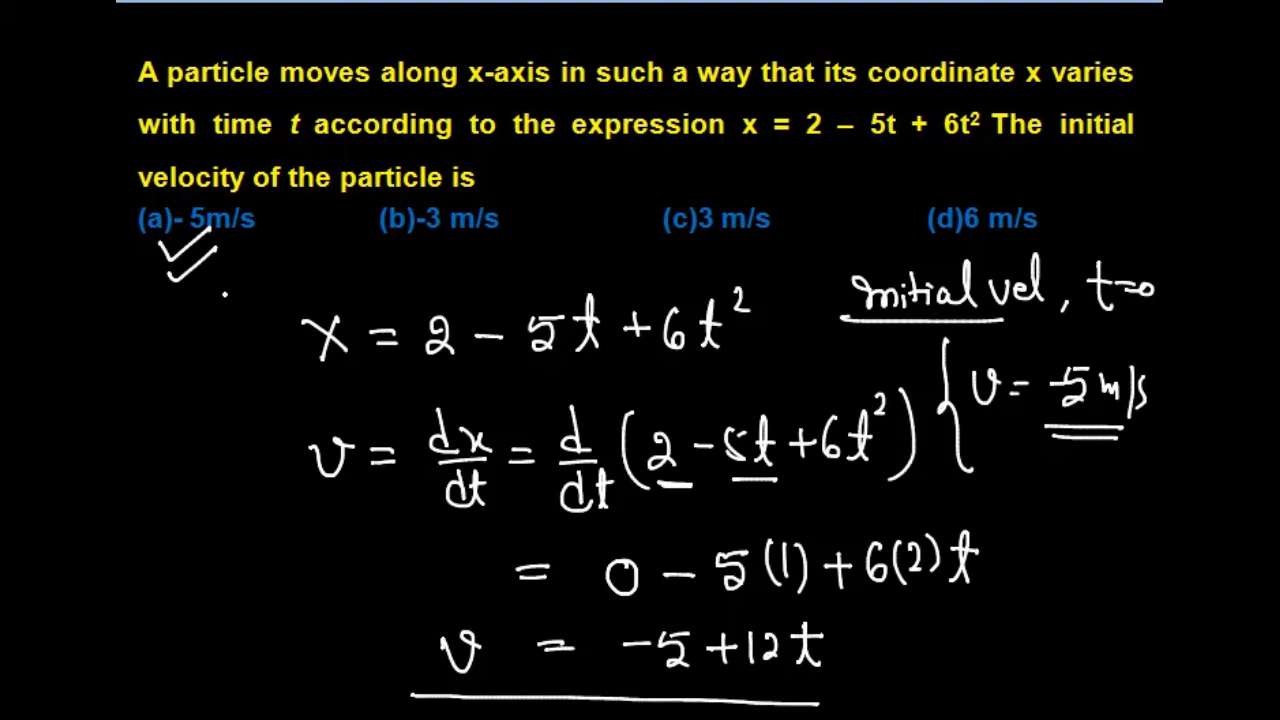 A particle moves along x-axis in such a way that its coordinate x varies
with time t according to the expression x = 2 – 5t + 6t² The initial
velocity of the particle is
(a)- 5m/s (b)-3 m/s (c)3 m/s (d)6 m/s
initial vel, t=0
x = 2 - 5t + 6t²
v = -5 m/s
v = dx/dt = d/dt (2 - 5t + 6t²)
= 0 - 5(1) + 6(2)t
v = -5 + 12t